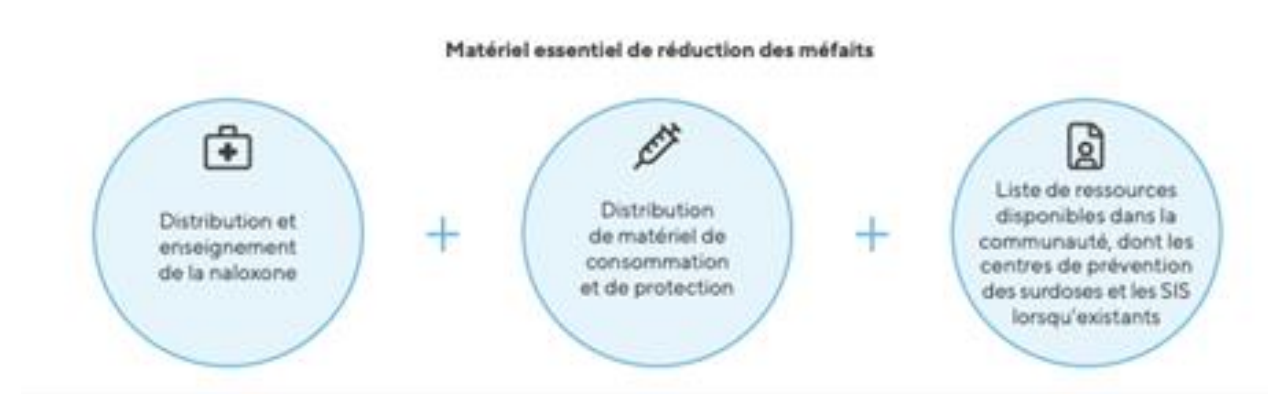 Matériel essentiel de réduction des méfaits
Distribution et
enseignement
de la naloxone
+
Distribution
de matériel de
consommation
et de protection
+
Liste de ressources
disponibles dans la
communauté, dont les
centres de prévention
des surdoses et les SIS
lorsqu'existants